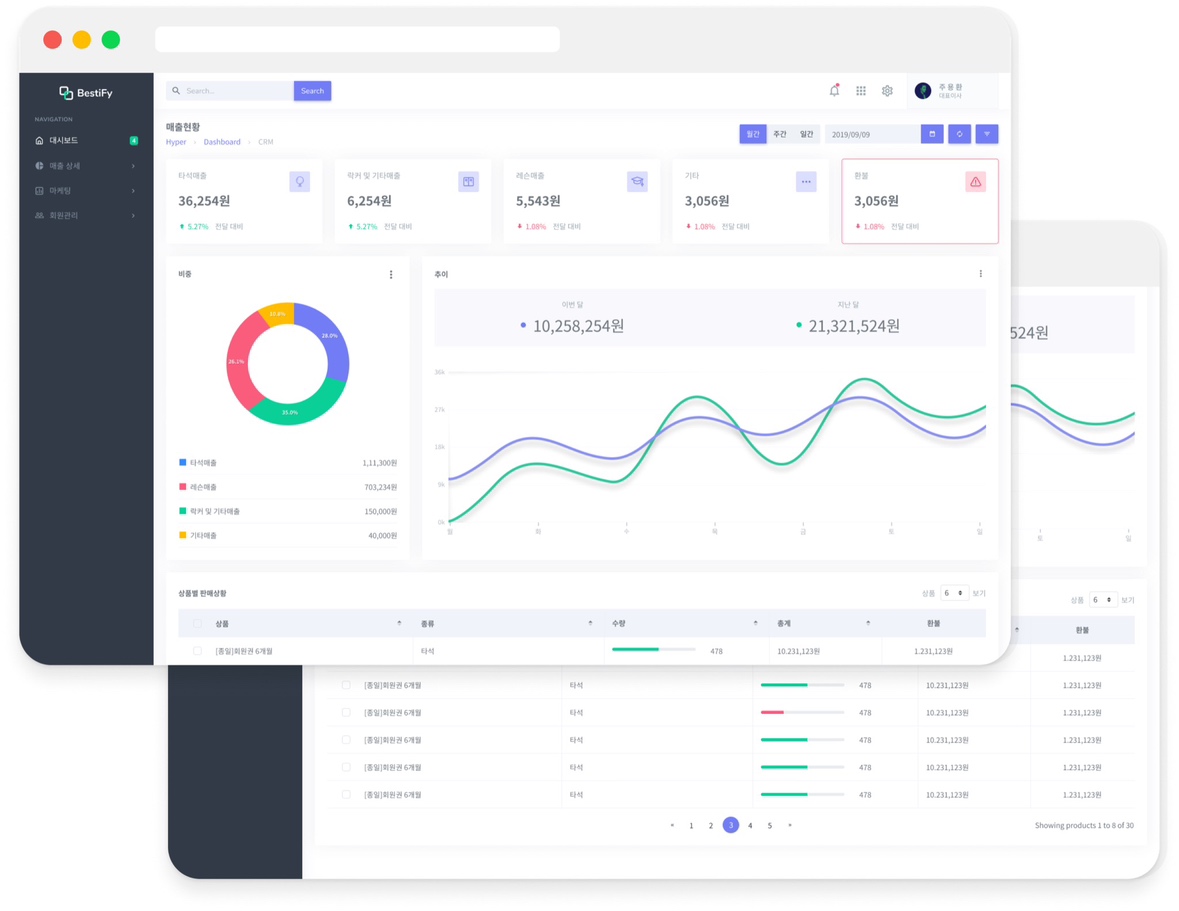 BestiFy
Search...
Search
주 용 환
대표이사
NAVIGATION
대시보드
4
매출 상세
마케팅
회원관리
매출현황
Hyper
Dashboard
CRM
월간
주간
일간
2019/09/09
타석매출
36,254원
5.27% 전달 대비
락커 및 기타매출
6,254원
5.27% 전달 대비
레슨매출
5,543원
1.08% 전달 대비
기타
3,056원
1.08% 전달 대비
환불
3,056원
1.08% 전달 대비
비중
28.0%
25.0%
26.1%
타석매출 1,11,300원
레슨매출 703,234원
락커 및 기타매출 150,000원
기타매출 40,000원
추이
이번 달
10,258,254원
지난 달
21,321,524원
36k
27k
18k
9k
0k
월 화 수 목 금 토 일
상품별 판매상황
상품 6 보기
상품 종류 수량 총계 환불
[종일]회원권 6개월 타석 478 10.231,123원 1.231,123원
524원
토 일
상품 6 보기
환불
1.231,123원
[종일]회원권 6개월 타석 478 10.231,123원 1.231,123원
[종일]회원권 6개월 타석 478 10.231,123원 1.231,123원
[종일]회원권 6개월 타석 478 10.231,123원 1.231,123원
[종일]회원권 6개월 타석 478 10.231,123원 1.231,123원
[종일]회원권 6개월 타석 478 10.231,123원 1.231,123원
« 1 2 3 4 5 »
Showing products 1 to 8 of 30